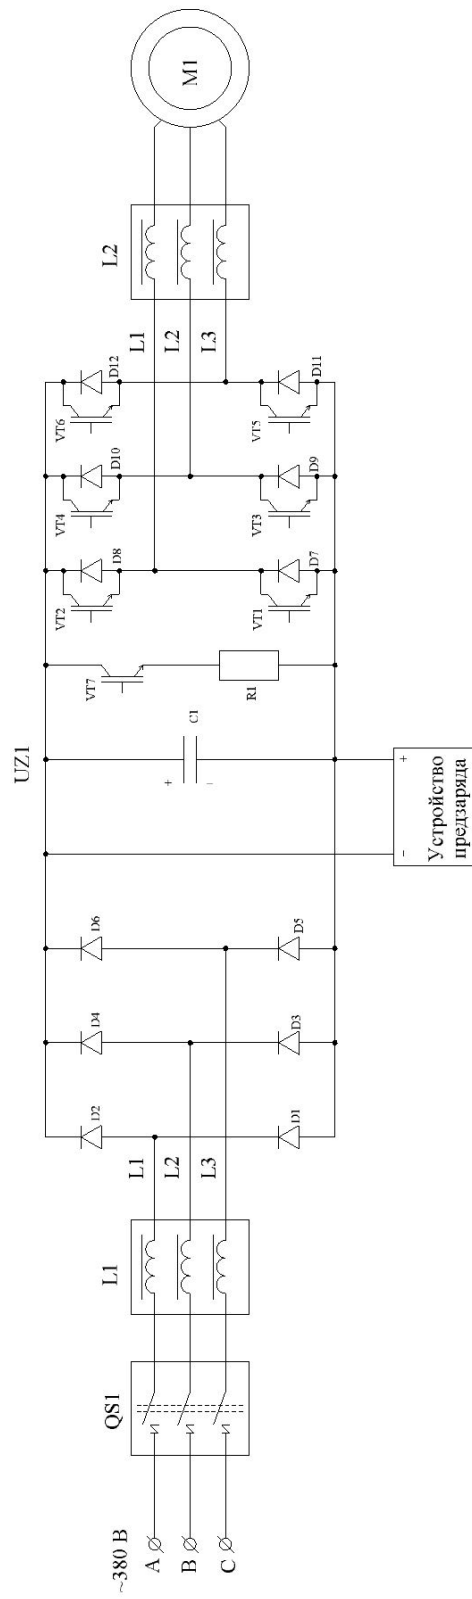 ~380 В
A
B
C
QS1
L1
L1
L2
L3
D2
D4
D6
D1
D3
D5
UZ1
Устройство
предзаряда
−
+
+
−
C1
VT7
R1
VT2
D8
VT4
D10
VT6
D12
VT1
D7
VT3
D9
VT5
D11
L1
L2
L3
L2
M1